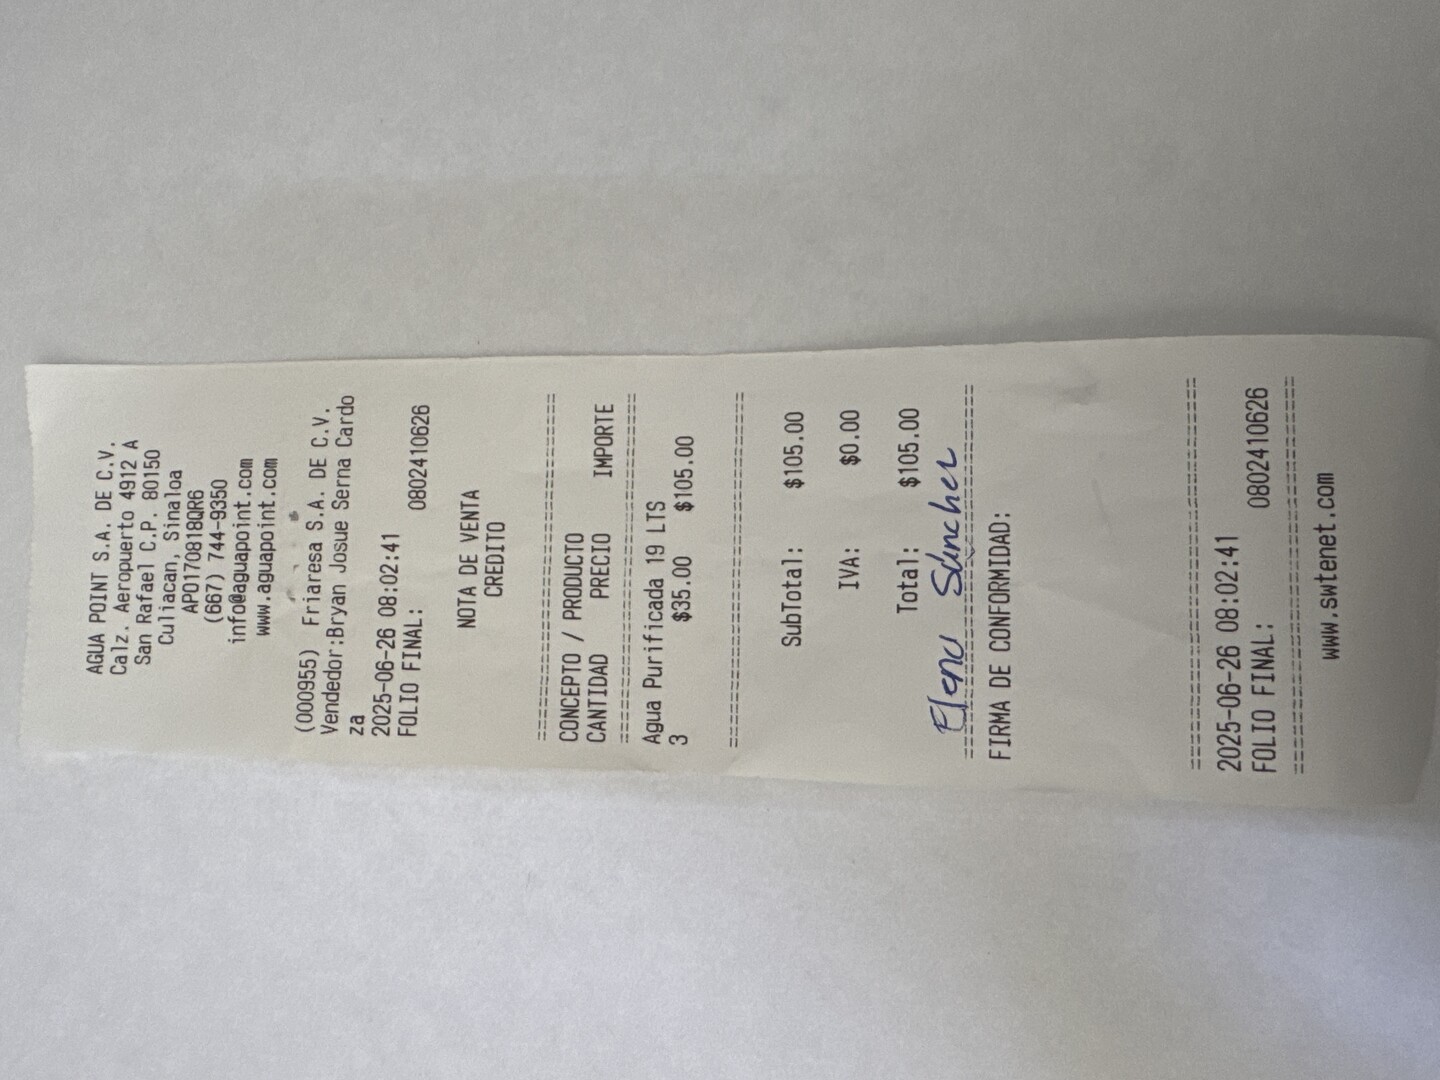 AGUA POINT S.A. DE C.V.
Calz. Aeropuerto 4912 A
San Rafael C.P. 80150
Culiacan, Sinaloa
APO170818QR6
(667) 744-9350
info@aguapoint.com
www.aguapoint.com
(000955) Friaresa S.A. DE C.V.
Vendedor:Bryan Josue Serna Cardo
za
2025-06-26 08:02:41
FOLIO FINAL: 0802410626
NOTA DE VENTA
CREDITO
CONCEPTO / PRODUCTO
CANTIDAD PRECIO IMPORTE
Agua Purificada 19 LTS
3 $35.00 $105.00
SubTotal: $105.00
IVA: $0.00
Total: $105.00
Elena Sánchez
FIRMA DE CONFORMIDAD:
2025-06-26 08:02:41
FOLIO FINAL: 0802410626
www.swtenet.com